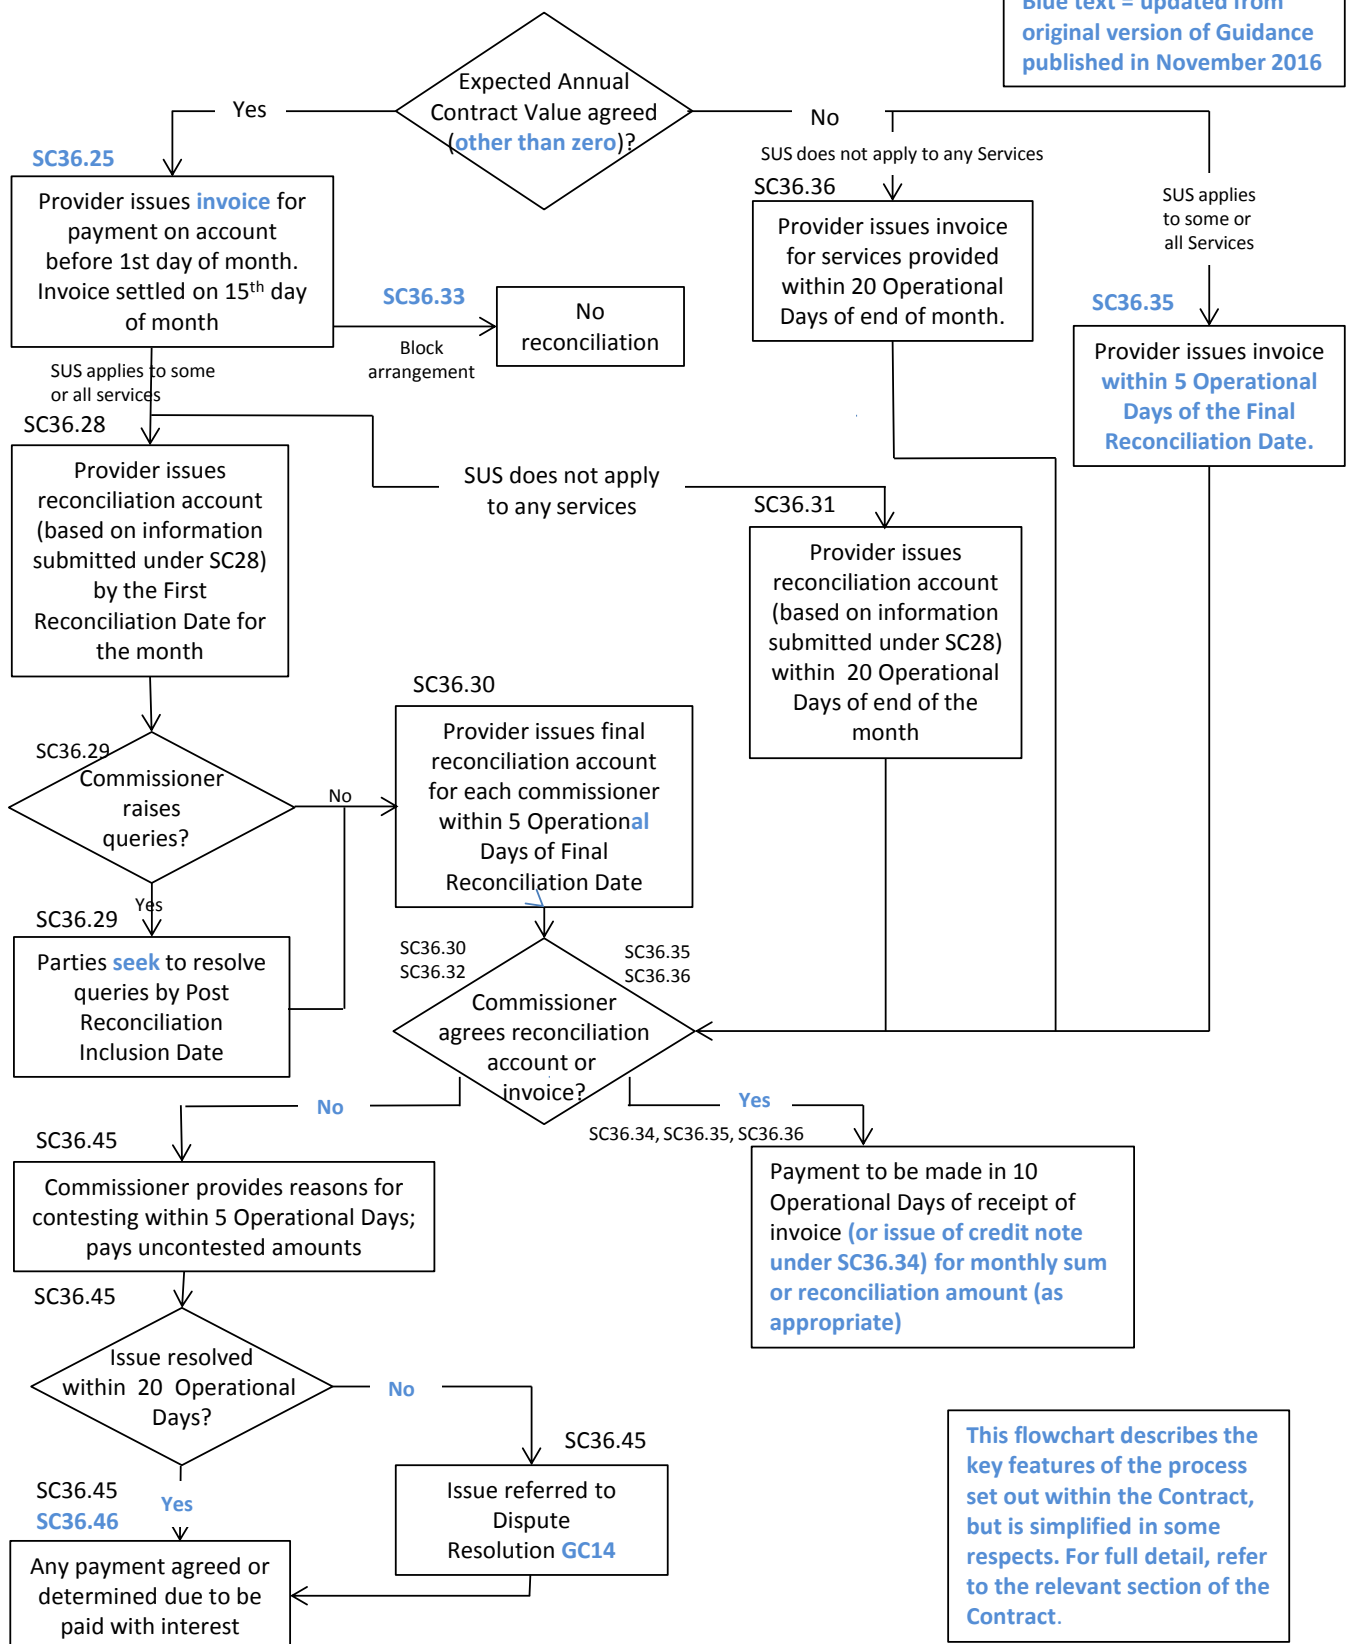 Blue text = updated from
original version of Guidance
published in November 2016
Expected Annual
Contract Value agreed
(other than zero)?
Yes
No
SC36.25
Provider issues invoice for
payment on account
before 1st day of month.
Invoice settled on 15th day
of month
SC36.33
Block
arrangement
No
reconciliation
SUS does not apply to any Services
SC36.36
Provider issues invoice
for services provided
within 20 Operational
Days of end of month.
SUS applies
to some or
all Services
SC36.35
Provider issues invoice
within 5 Operational
Days of the Final
Reconciliation Date.
SUS applies to some
or all services
SC36.28
Provider issues
reconciliation account
(based on information
submitted under SC28)
by the First
Reconciliation Date for
the month
SUS does not apply
to any services
SC36.31
Provider issues
reconciliation account
(based on information
submitted under SC28)
within 20 Operational
Days of end of the
month
SC36.29
Commissioner
raises
queries?
No
Yes
SC36.30
Provider issues final
reconciliation account
for each commissioner
within 5 Operational
Days of Final
Reconciliation Date
SC36.29
Parties seek to resolve
queries by Post
Reconciliation
Inclusion Date
SC36.30
SC36.32
SC36.35
SC36.36
Commissioner
agrees reconciliation
account or
invoice?
No
Yes
SC36.34, SC36.35, SC36.36
SC36.45
Commissioner provides reasons for
contesting within 5 Operational Days;
pays uncontested amounts
Payment to be made in 10
Operational Days of receipt of
invoice (or issue of credit note
under SC36.34) for monthly sum
or reconciliation amount (as
appropriate)
SC36.45
Issue resolved
within 20 Operational
Days?
No
SC36.45
Issue referred to
Dispute
Resolution GC14
SC36.45
SC36.46
Yes
Any payment agreed or
determined due to be
paid with interest
This flowchart describes the
key features of the process
set out within the Contract,
but is simplified in some
respects. For full detail, refer
to the relevant section of the
Contract.